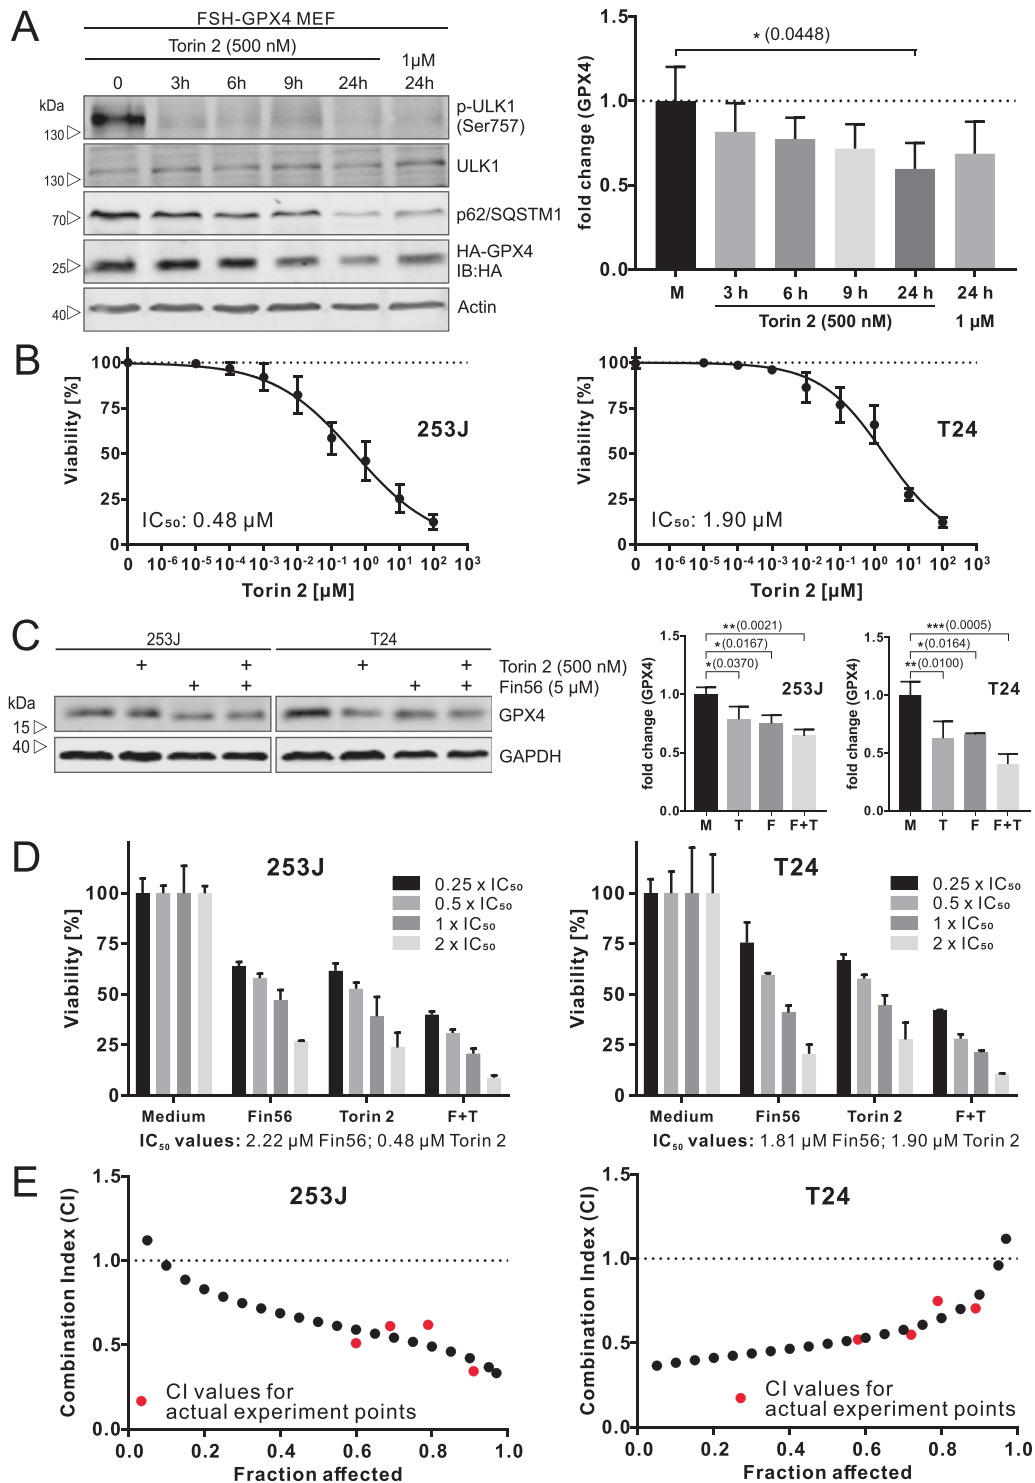 A
FSH-GPX4 MEF
Torin 2 (500 nM)
1µM
0 3h 6h 9h 24h 24h
kDa
130
p-ULK1
(Ser757)
130
ULK1
70
p62/SQSTM1
25
HA-GPX4
IB:HA
40
Actin
fold change (GPX4)
1.5
1.0
0.5
0.0
* (0.0448)
M 3 h 6 h 9 h 24 h 24 h
Torin 2 (500 nM) 1 µM
B
Viability [%]
100
75
50
25
0
253J
IC₅₀: 0.48 µM
0 10⁻⁶ 10⁻⁵ 10⁻⁴ 10⁻³ 10⁻² 10⁻¹ 10⁰ 10¹ 10² 10³
Torin 2 [µM]
Viability [%]
100
75
50
25
0
T24
IC₅₀: 1.90 µM
0 10⁻⁶ 10⁻⁵ 10⁻⁴ 10⁻³ 10⁻² 10⁻¹ 10⁰ 10¹ 10² 10³
Torin 2 [µM]
C
253J T24
+ + + + Torin 2 (500 nM)
+ + + + Fin56 (5 µM)
kDa
15
GPX4
40
GAPDH
fold change (GPX4)
1.5
1.0
0.5
0.0
**(0.0021)
*(0.0167)
*(0.0370)
253J
M T F F+T
fold change (GPX4)
1.5
1.0
0.5
0.0
***(0.0005)
*(0.0164)
**(0.0100)
T24
M T F F+T
D
253J
Viability [%]
100
75
50
25
0
0.25 x IC₅₀
0.5 x IC₅₀
1 x IC₅₀
2 x IC₅₀
Medium Fin56 Torin 2 F+T
IC₅₀ values: 2.22 µM Fin56; 0.48 µM Torin 2
T24
Viability [%]
100
75
50
25
0
0.25 x IC₅₀
0.5 x IC₅₀
1 x IC₅₀
2 x IC₅₀
Medium Fin56 Torin 2 F+T
IC₅₀ values: 1.81 µM Fin56; 1.90 µM Torin 2
E
253J
Combination Index (CI)
1.5
1.0
0.5
0.0
CI values for
actual experiment points
0.0 0.2 0.4 0.6 0.8 1.0
Fraction affected
T24
Combination Index (CI)
1.5
1.0
0.5
0.0
CI values for
actual experiment points
0.0 0.2 0.4 0.6 0.8 1.0
Fraction affected